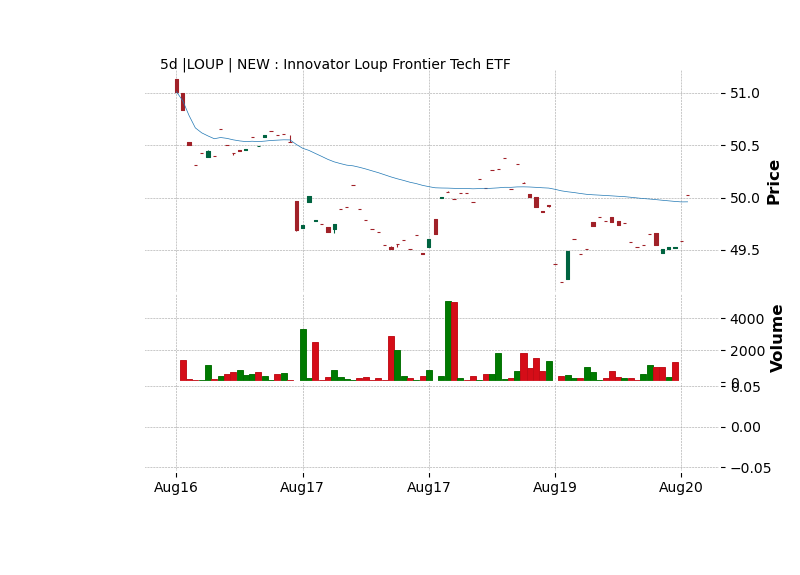 5d |LOUP | NEW : Innovator Loup Frontier Tech ETF
51.0
50.5
50.0
49.5
Price
4000
2000
0
Volume
0.05
0.00
−0.05
Aug16 Aug17 Aug17 Aug19 Aug20